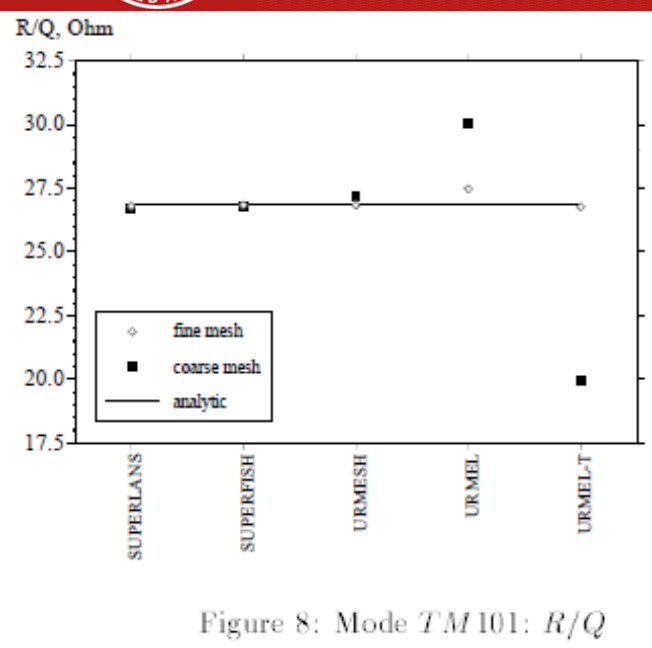 R/Q, Ohm
32.5
30.0
27.5
25.0
22.5
20.0
17.5
fine mesh
coarse mesh
analytic
SUPERLANS
SUPERFISH
URMESH
URMEL
URMEL-T
Figure 8: Mode TM101: R/Q